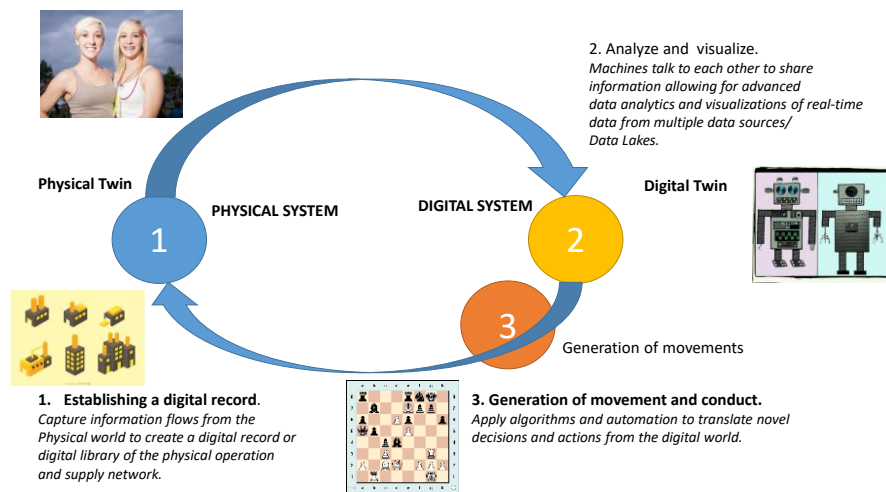 2. Analyze and visualize.
Machines talk to each other to share
information allowing for advanced
data analytics and visualizations of real-time
data from multiple data sources/
Data Lakes.
Physical Twin
PHYSICAL SYSTEM
DIGITAL SYSTEM
Digital Twin
1
2
3
Generation of movements
1. Establishing a digital record.
Capture information flows from the
Physical world to create a digital record or
digital library of the physical operation
and supply network.
3. Generation of movement and conduct.
Apply algorithms and automation to translate novel
decisions and actions from the digital world.